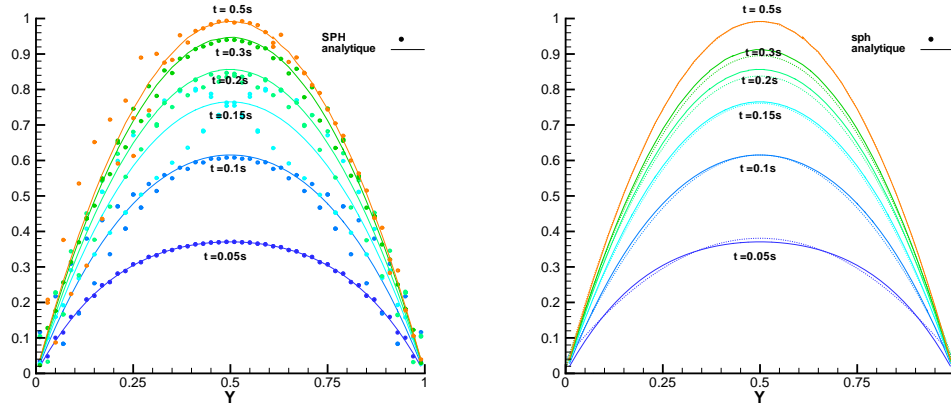 t = 0.5s
SPH
analytique
t = 0.3s
t = 0.2s
t = 0.15s
t = 0.1s
t = 0.05s
1
0.9
0.8
0.7
0.6
0.5
0.4
0.3
0.2
0.1
0
0
0.25
0.5
0.75
1
Y
t = 0.5s
sph
analytique
t = 0.3s
t = 0.2s
t = 0.15s
t = 0.1s
t = 0.05s
1
0.9
0.8
0.7
0.6
0.5
0.4
0.3
0.2
0.1
0
0
0.25
0.5
0.75
Y